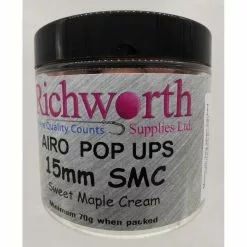 Richworth
Quality Counts
Supplies Ltd.
AIRO POP UPS
15mm SMC
Sweet Maple Cream
Minimum 70g when packed